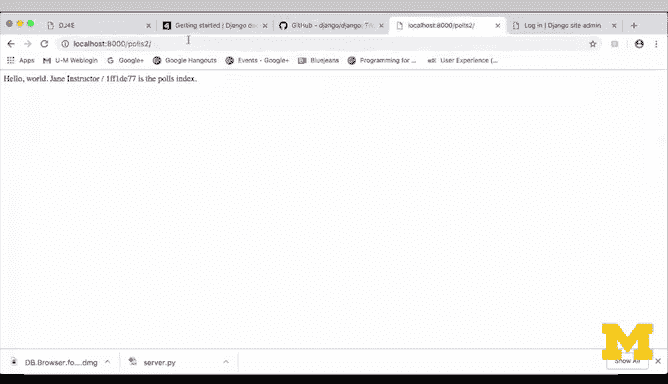 DJ4E
Getting started / Django doc
GitHub - django/django: Th
localhost:8000/polls2/
Log in | Django site admin
localhost:8000/polls2/
Apps
U-M Weblogin
Google+
Google Hangouts
Events - Google+
Bluejeans
Programming for ...
User Experience (...
Hello, world. Jane Instructor / 1ff1de77 is the polls index.
DB.Browser.fo....dmg
server.py
Show All
M